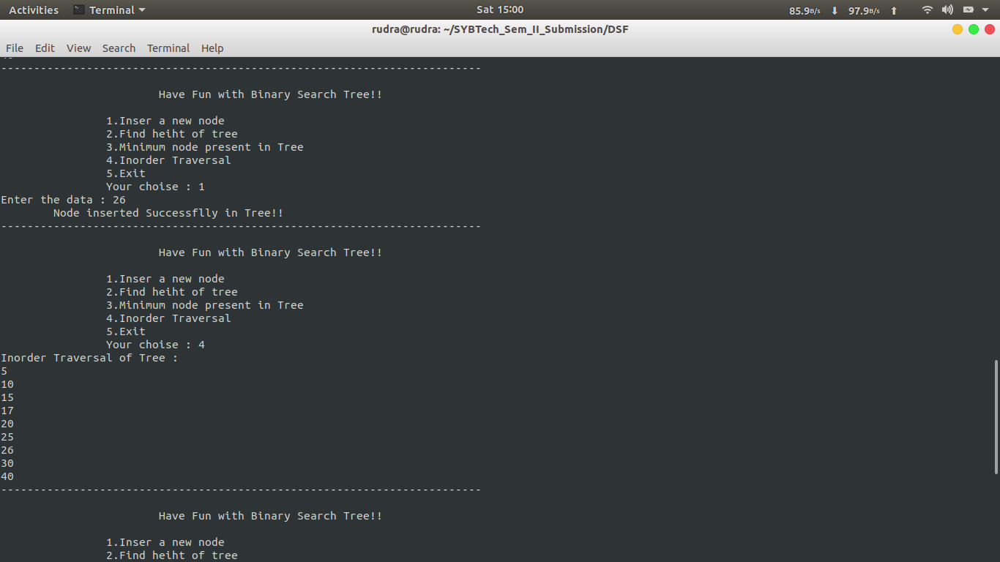 Activities Terminal Sat 15:00 85.9B/s ⬇ 97.9B/s ⬆
rudra@rudra: ~/SYBTech_Sem_II_Submission/DSF
File Edit View Search Terminal Help
-------------------------------------------------------------------------
Have Fun with Binary Search Tree!!
1.Inser a new node
2.Find heiht of tree
3.Minimum node present in Tree
4.Inorder Traversal
5.Exit
Your choise : 1
Enter the data : 26
Node inserted Successflly in Tree!!
-------------------------------------------------------------------------
Have Fun with Binary Search Tree!!
1.Inser a new node
2.Find heiht of tree
3.Minimum node present in Tree
4.Inorder Traversal
5.Exit
Your choise : 4
Inorder Traversal of Tree :
5
10
15
17
20
25
26
30
40
-------------------------------------------------------------------------
Have Fun with Binary Search Tree!!
1.Inser a new node
2.Find heiht of tree